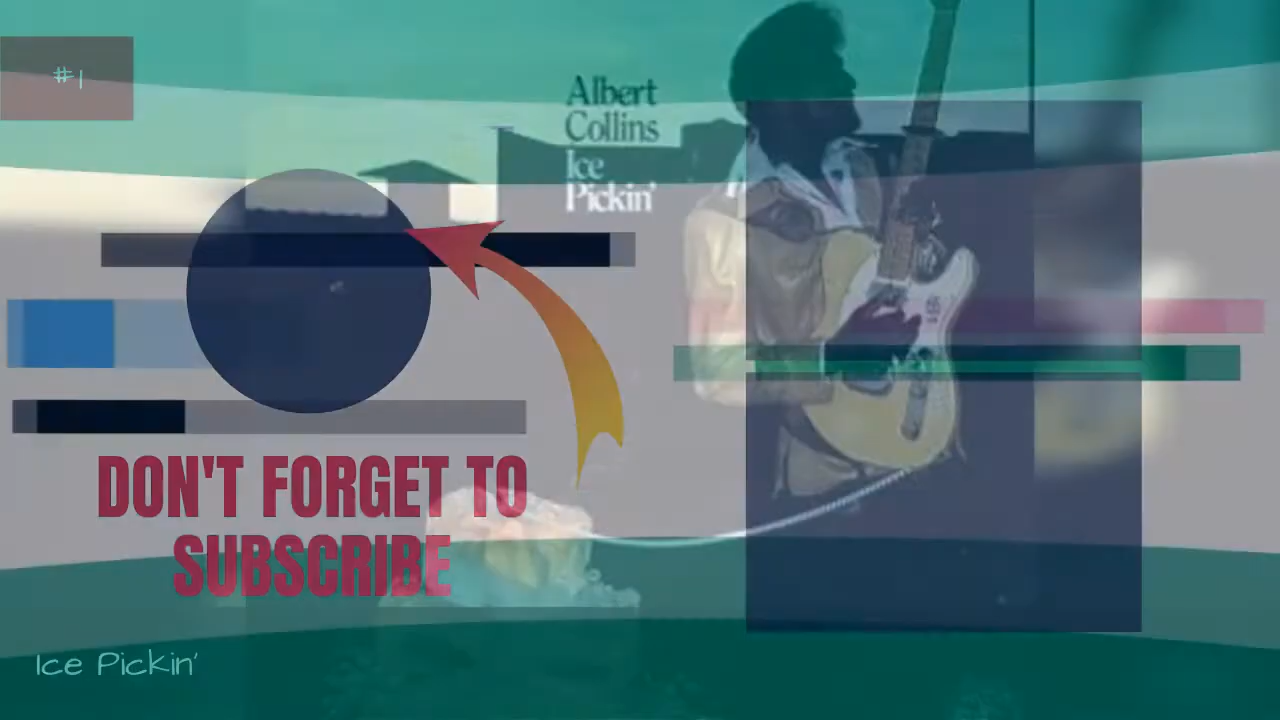 #1
Albert
Collins
Ice
Pickin'
DON'T FORGET TO
SUBSCRIBE
Ice Pickin'